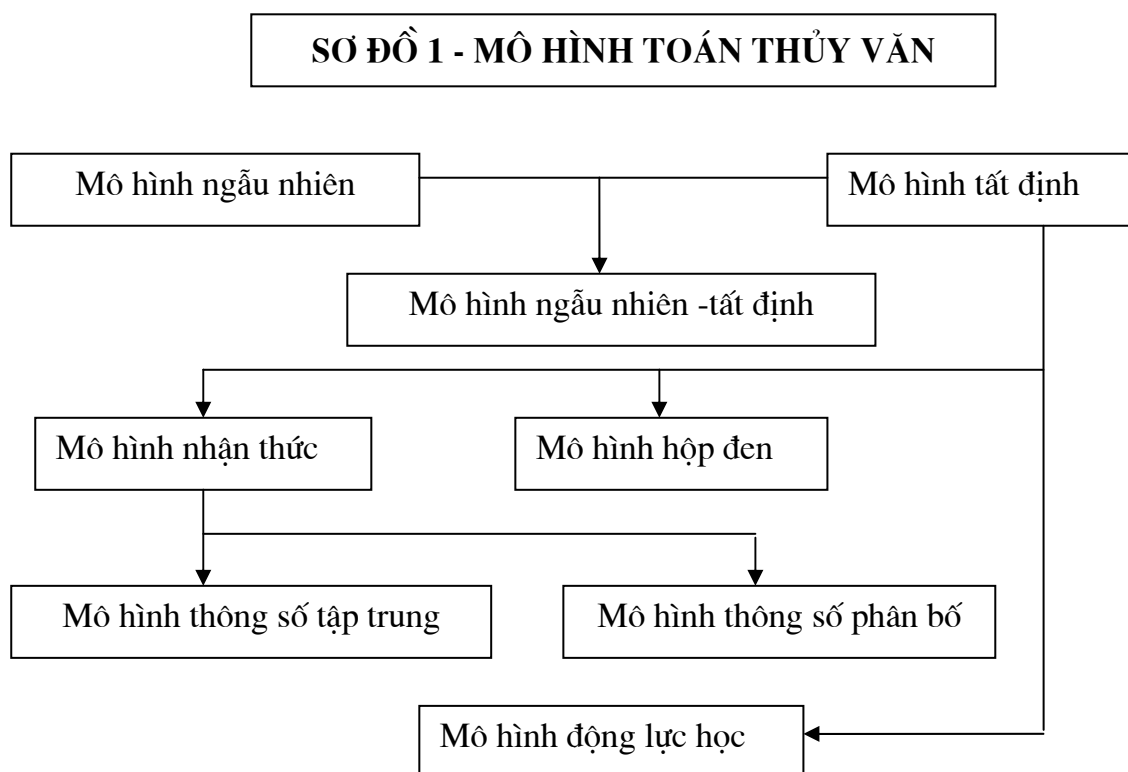 SƠ ĐỒ 1 - MÔ HÌNH TOÁN THỦY VĂN
Mô hình ngẫu nhiên
Mô hình tất định
Mô hình ngẫu nhiên -tất định
Mô hình nhận thức
Mô hình hộp đen
Mô hình thông số tập trung
Mô hình thông số phân bố
Mô hình động lực học